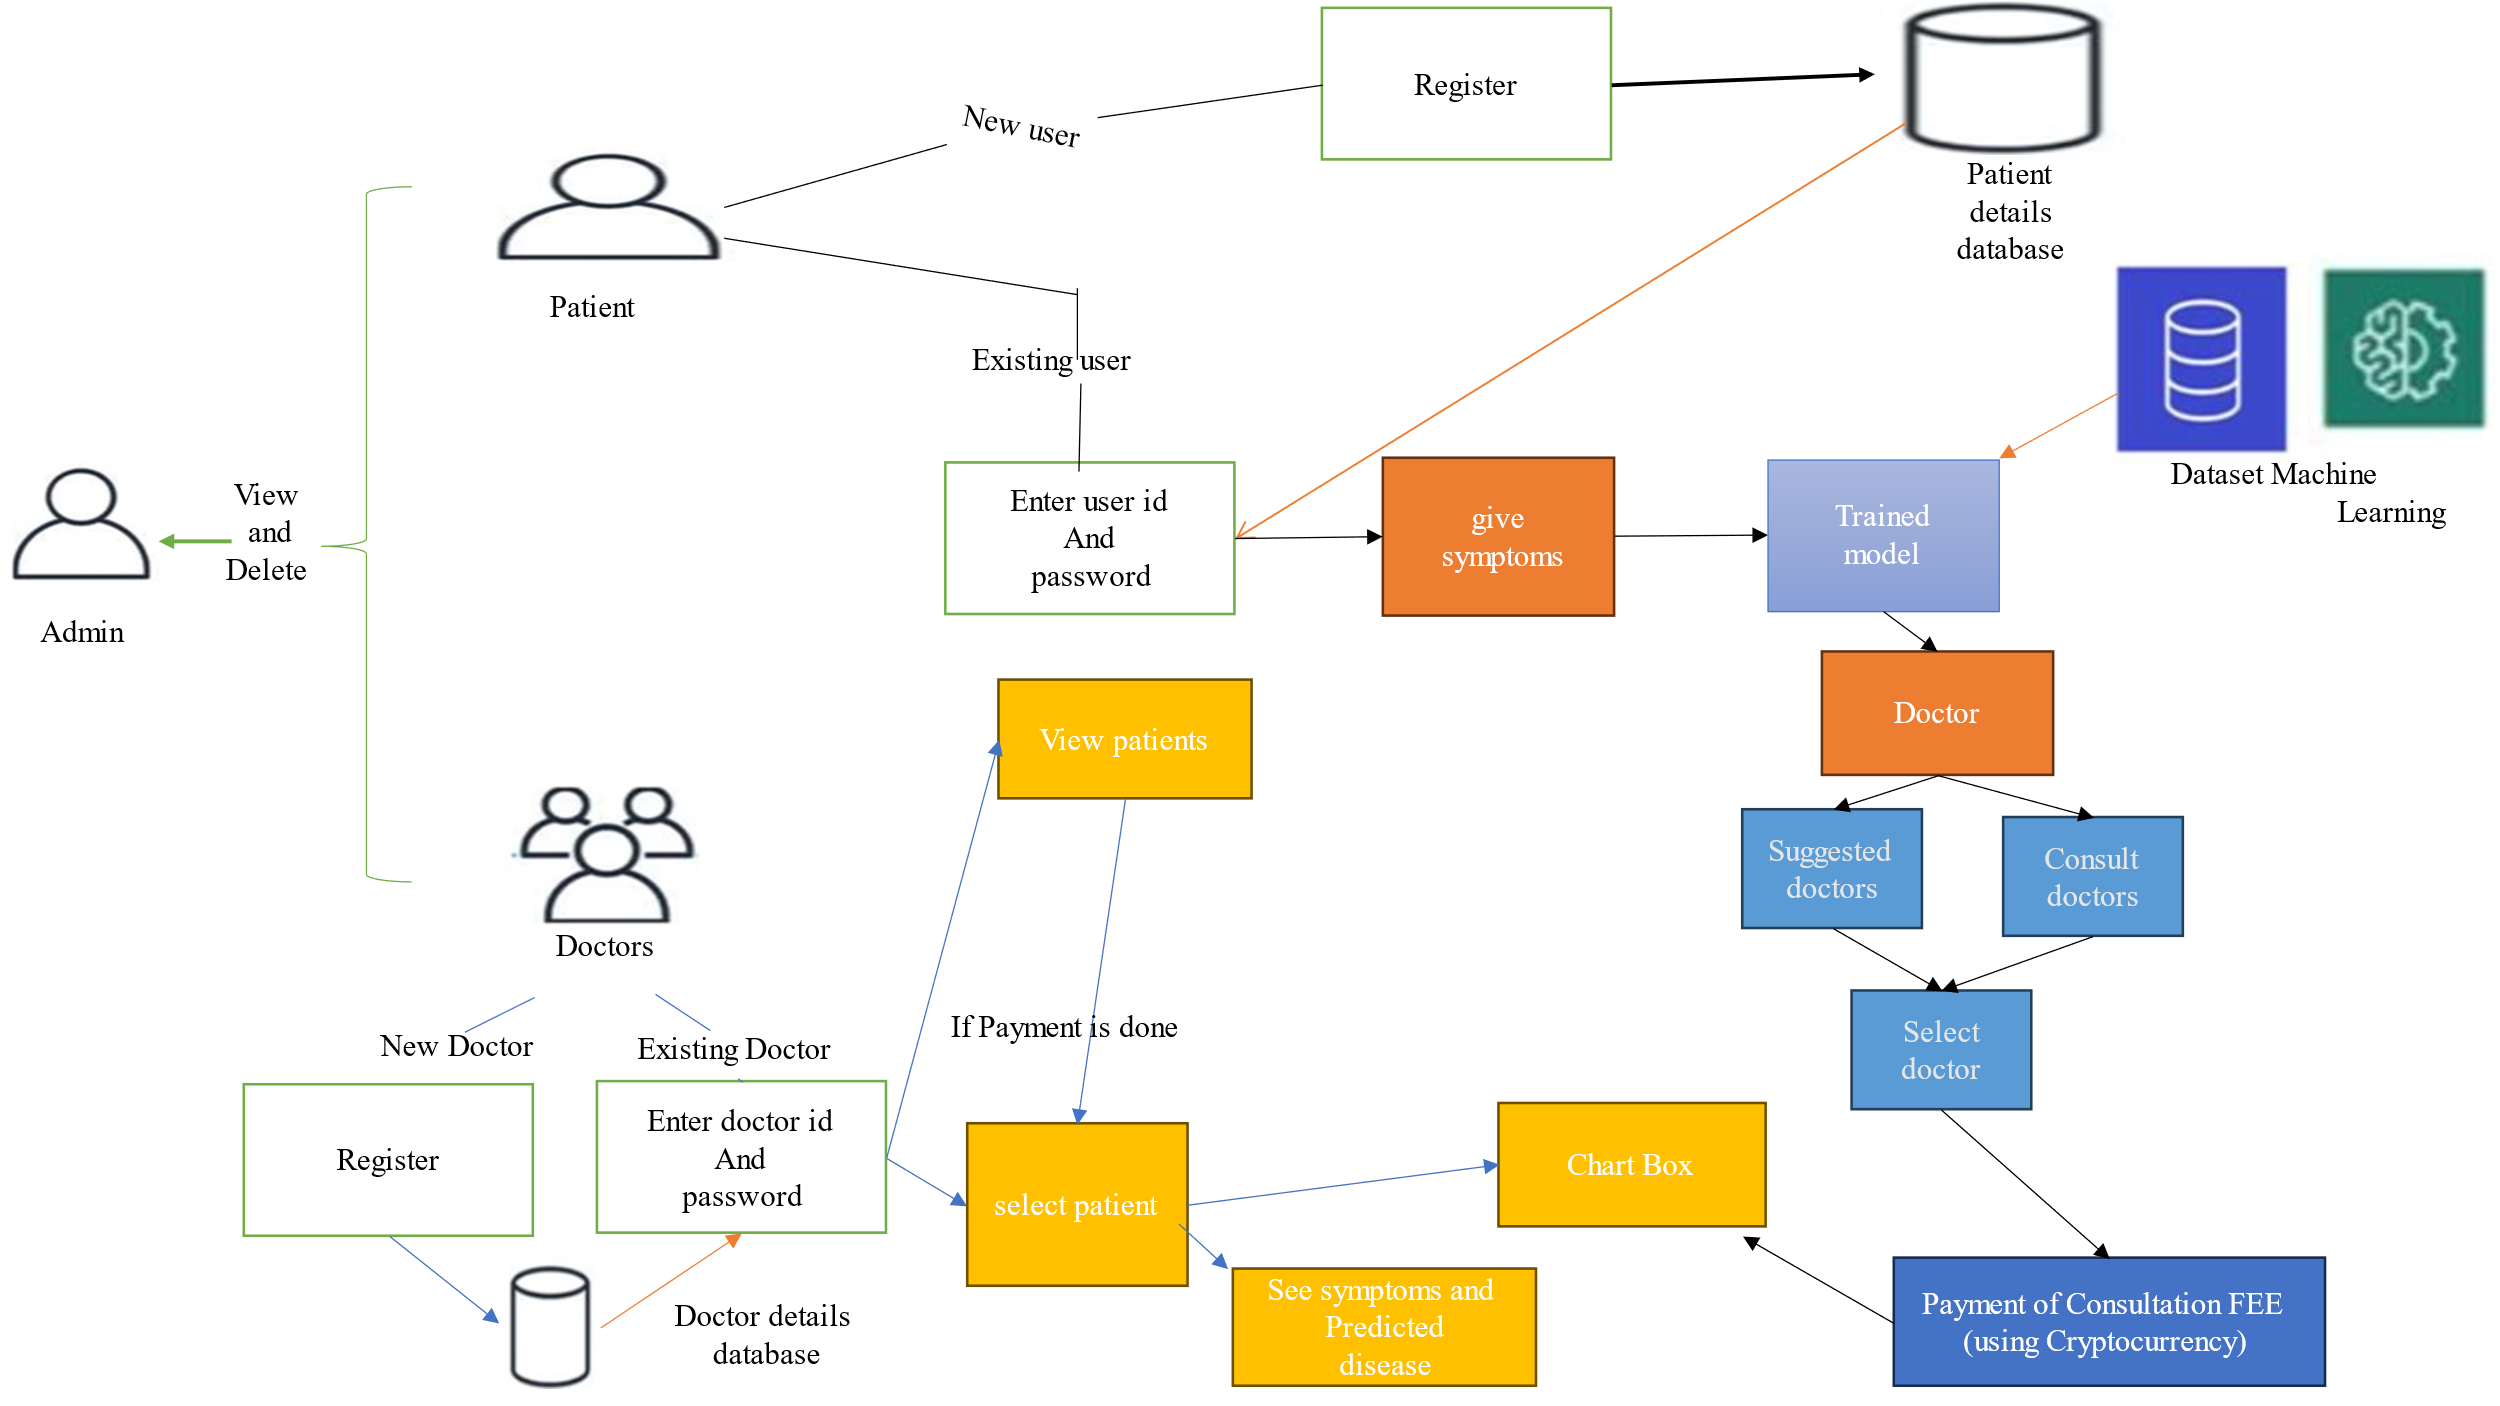 Register
New user
Patient
details
database
Patient
Existing user
Dataset Machine
Learning
View
and
Delete
Admin
Enter user id
And
password
give
symptoms
Trained
model
Doctor
View patients
Suggested
doctors
Consult
doctors
Doctors
New Doctor
Existing Doctor
If Payment is done
Select
doctor
Register
Enter doctor id
And
password
select patient
Chart Box
See symptoms and
Predicted
disease
Payment of Consultation FEE
(using Cryptocurrency)
Doctor details
database